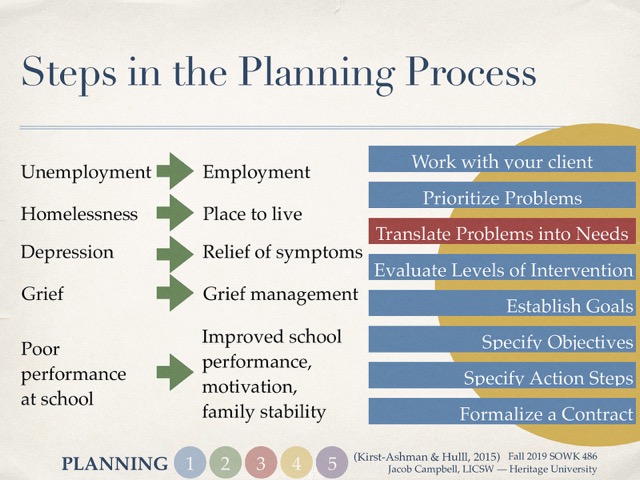 Steps in the Planning Process
Unemployment
Employment
Homelessness
Place to live
Depression
Relief of symptoms
Grief
Grief management
Poor
performance
at school
Improved school
performance,
motivation,
family stability
Work with your client
Prioritize Problems
Translate Problems into Needs
Evaluate Levels of Intervention
Establish Goals
Specify Objectives
Specify Action Steps
Formalize a Contract
PLANNING 1 2 3 4 5
(Kirst-Ashman & Hulll, 2015) Fall 2019 SOWK 486
Jacob Campbell, LICSW — Heritage University